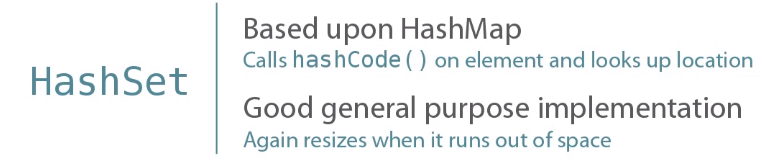 HashSet
Based upon HashMap
Calls hashCode() on element and looks up location
Good general purpose implementation
Again resizes when it runs out of space